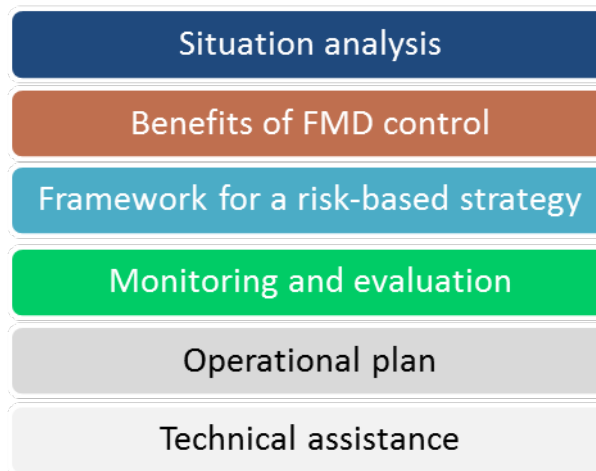 Situation analysis
Benefits of FMD control
Framework for a risk-based strategy
Monitoring and evaluation
Operational plan
Technical assistance